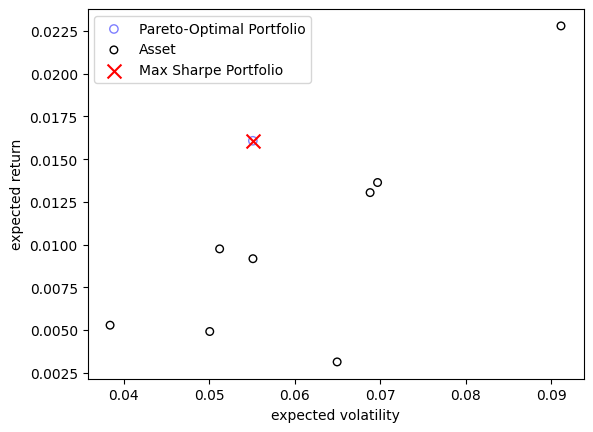 Pareto-Optimal Portfolio
Asset
Max Sharpe Portfolio
expected return
0.0225
0.0200
0.0175
0.0150
0.0125
0.0100
0.0075
0.0050
0.0025
0.04 0.05 0.06 0.07 0.08 0.09
expected volatility